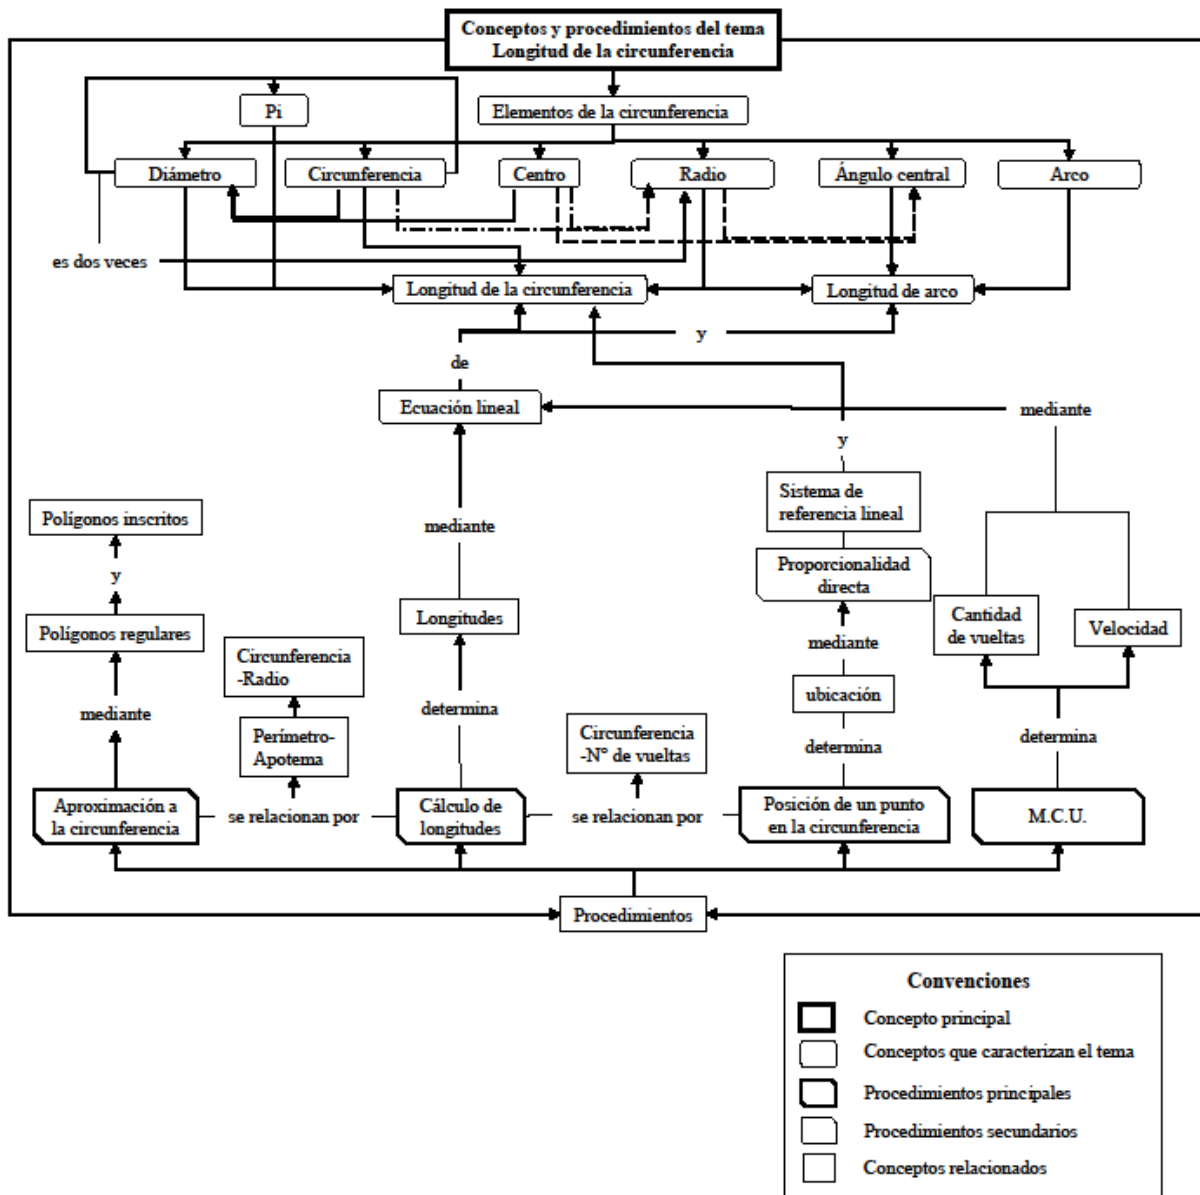 Conceptos y procedimientos del tema
Longitud de la circunferencia
Pi
Elementos de la circunferencia
Diámetro
Circunferencia
Centro
Radio
Ángulo central
Arco
es dos veces
Longitud de la circunferencia
Longitud de arco
y
de
Ecuación lineal
mediante
y
Sistema de
referencia lineal
Polígonos inscritos
mediante
Proporcionalidad
directa
y
Longitudes
Cantidad
de vueltas
Velocidad
Polígonos regulares
mediante
Circunferencia
-Radio
ubicación
mediante
determina
Perímetro-
Apotema
Circunferencia
-N° de vueltas
determina
determina
Aproximación a
la circunferencia
se relacionan por
Cálculo de
longitudes
se relacionan por
Posición de un punto
en la circunferencia
M.C.U.
Procedimientos
Convenciones
Concepto principal
Conceptos que caracterizan el tema
Procedimientos principales
Procedimientos secundarios
Conceptos relacionados